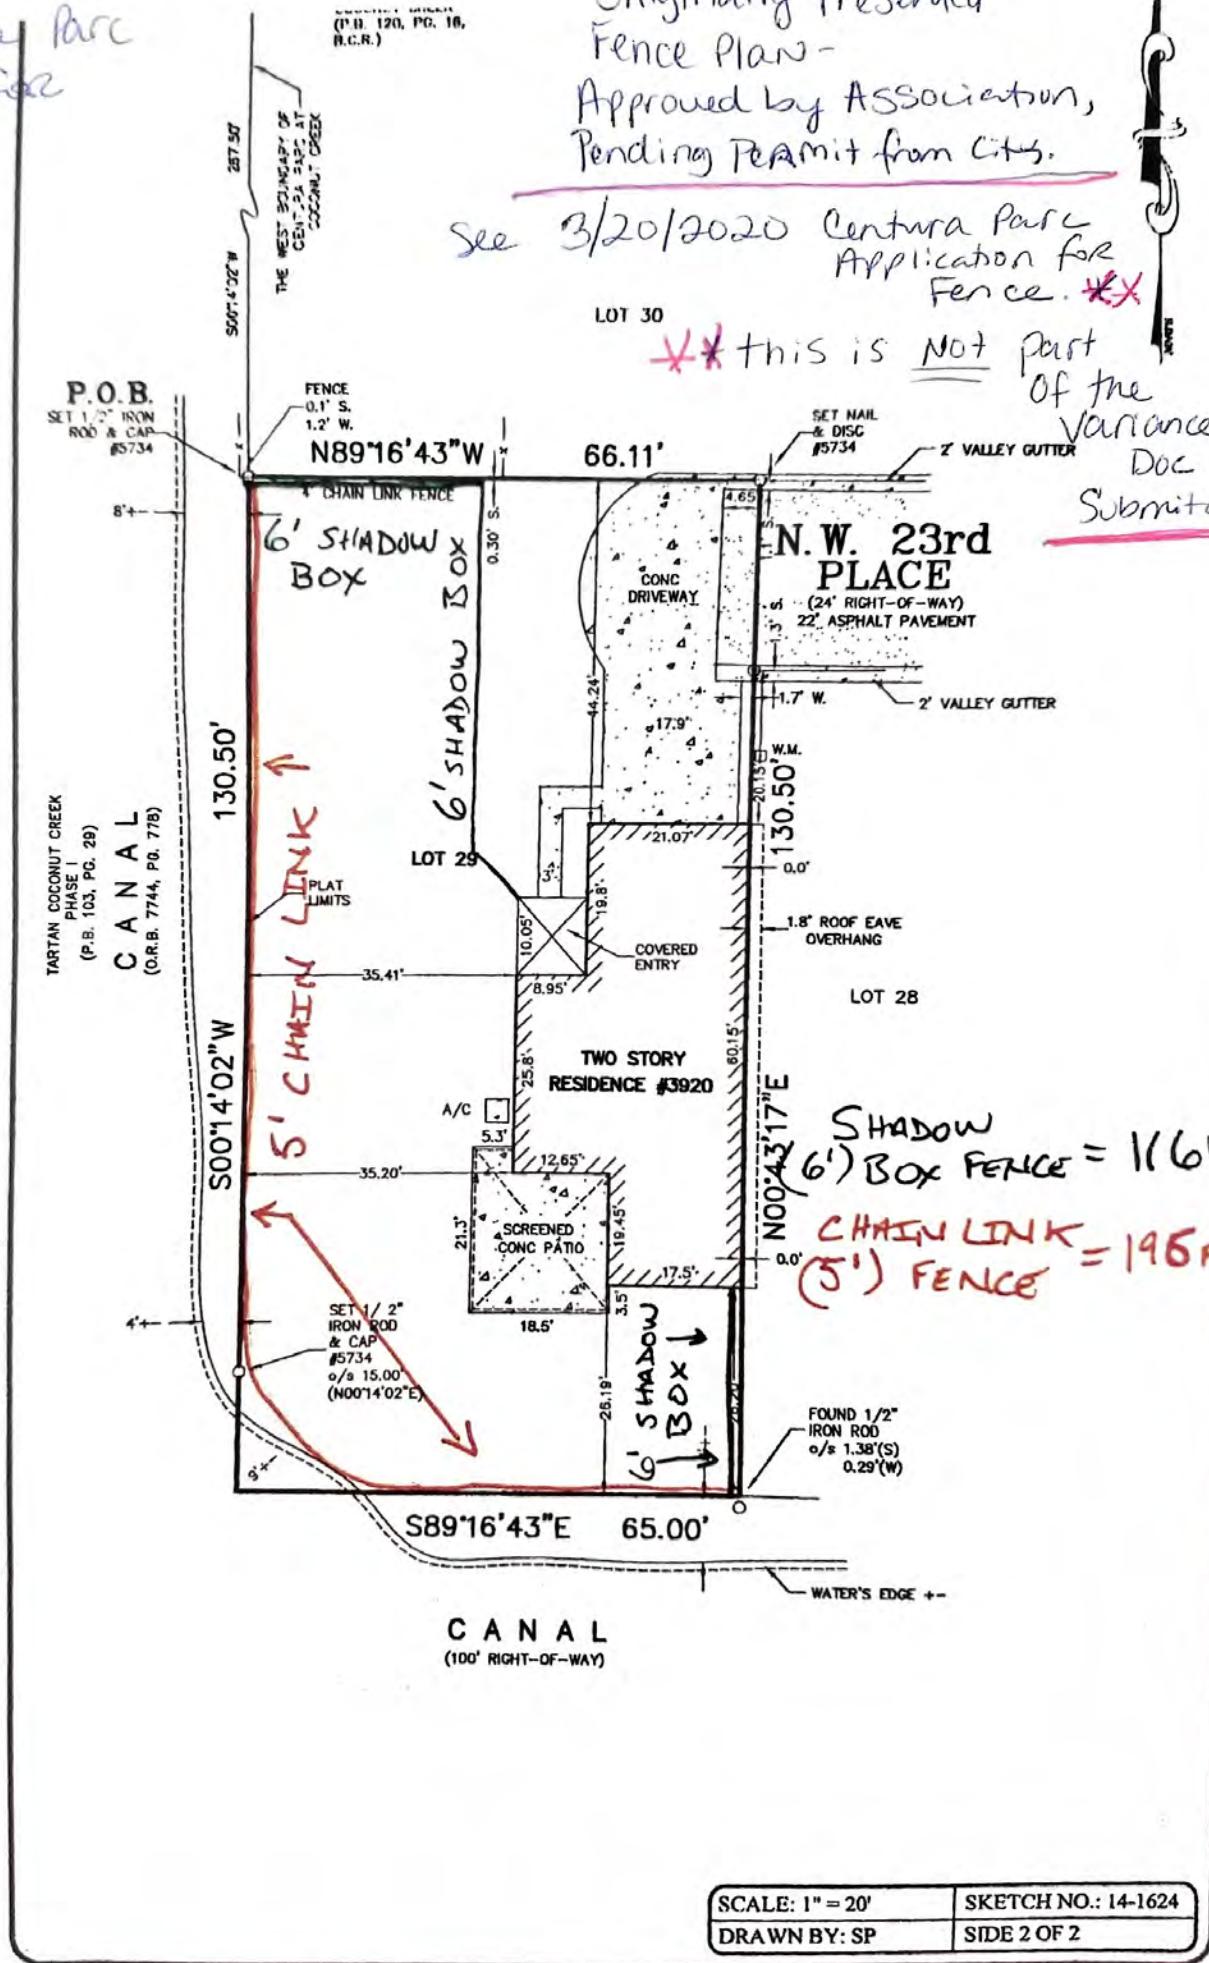 Parc
(P.B. 120, PG. 16,
B.C.R.)
Originally Presented
Fence Plan-
Approved by Association,
Pending Permit from City.
See 3/20/2020 Centura Parc
Application for
Fence. **
** this is Not part
of the
Variance
Doc
THE WEST BOUNDARY OF
CENTURA PARC AT
COCONUT CREEK
267.50'
S00°14'02"W
LOT 30
P.O.B.
SET 1/2" IRON
ROD & CAP
#5734
FENCE
0.1' S.
1.2' W.
N89°16'43"W 66.11'
SET NAIL
& DISC
#5734
2' VALLEY GUTTER
4' CHAIN LINK FENCE
8'+-
6' SHADOW
BOX
0.30' S.
4.65'
N.W. 23rd
PLACE
(24' RIGHT-OF-WAY)
22' ASPHALT PAVEMENT
CONC
DRIVEWAY
6' SHADOW BOX
44.24'
1.7' W.
2' VALLEY GUTTER
17.9'
W.M.
20.15'
130.50'
130.50'
TARTAN COCONUT CREEK
PHASE I
(P.B. 103, PG. 29)
CANAL
(O.R.B. 7744, PG. 778)
5' CHAIN LINK
21.07'
LOT 29
0.0'
3'
19.8'
PLAT
LIMITS
10.05'
COVERED
ENTRY
1.8' ROOF EAVE
OVERHANG
35.41'
8.95'
LOT 28
S00°14'02"W
25.8'
TWO STORY
RESIDENCE #3920
60.15'
A/C
5.3'
N00°43'17"E
SHADOW
(6') BOX FENCE = 116'
35.20'
12.65'
21.3'
SCREENED
CONC PATIO
19.45'
CHAIN LINK
(5') FENCE
0.0'
17.5'
3.5'
18.5'
SET 1/2"
IRON ROD
& CAP
#5734
o/s 15.00'
(N00°14'02"E)
4'+-
6' SHADOW
BOX
26.19'
FOUND 1/2"
IRON ROD
o/s 1.38'(S)
0.29'(W)
S89°16'43"E 65.00'
WATER'S EDGE +-
CANAL
(100' RIGHT-OF-WAY)
SCALE: 1" = 20'
SKETCH NO.: 14-1624
DRAWN BY: SP
SIDE 2 OF 2